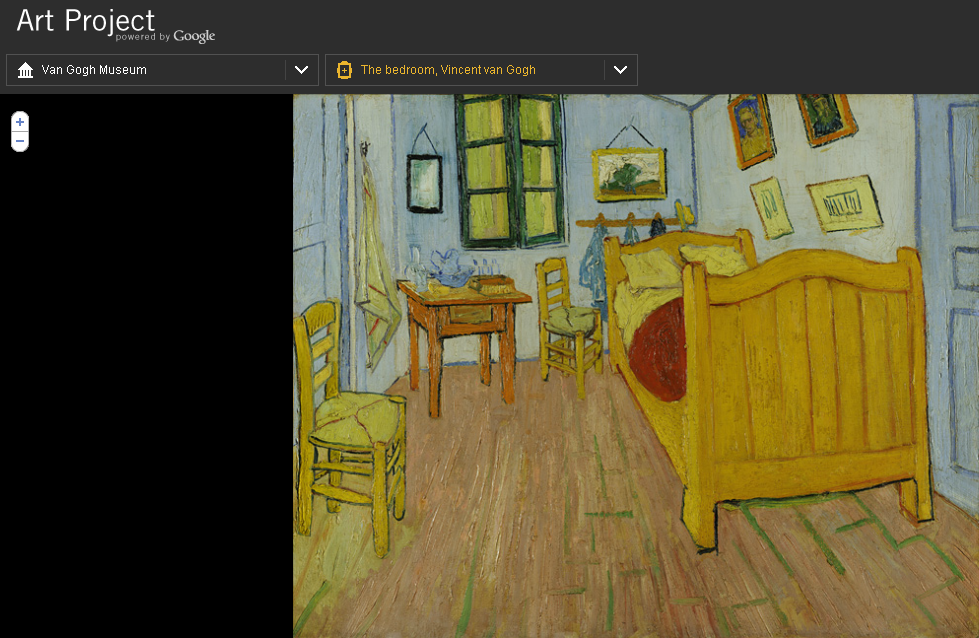 Art Project
powered by Google
Van Gogh Museum
The bedroom, Vincent van Gogh
+
−